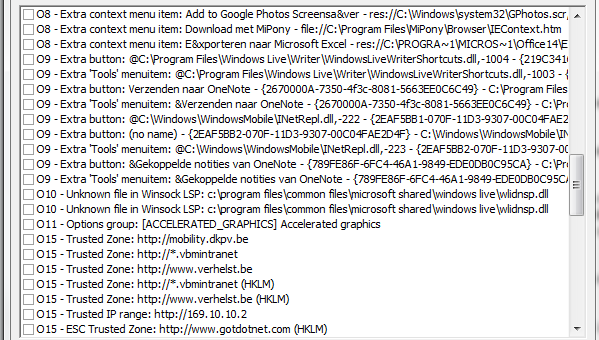 O8 - Extra context menu item: Add to Google Photos Screensa&ver - res://C:\Windows\system32\GPhotos.scr,
O8 - Extra context menu item: Download met MiPony - file://C:\Program Files\MiPony\Browser\IEContext.htm
O8 - Extra context menu item: E&xporteren naar Microsoft Excel - res://C:\PROGRA~1\MICROS~1\Office14\E
O9 - Extra button: @C:\Program Files\Windows Live\Writer\WindowsLiveWriterShortcuts.dll,-1004 - {219C341
O9 - Extra 'Tools' menuitem: @C:\Program Files\Windows Live\Writer\WindowsLiveWriterShortcuts.dll,-1003 - {
O9 - Extra button: Verzenden naar OneNote - {2670000A-7350-4f3c-8081-5663EE0C6C49} - C:\Pro
O9 - Extra 'Tools' menuitem: &Verzenden naar OneNote - {2670000A-7350-4f3c-8081-5663EE0C6C49} - C:\P
O9 - Extra button: @C:\Windows\WindowsMobile\INetRepl.dll,-222 - {2EAF5BB1-070F-11D3-9307-00C04FAE2
O9 - Extra button: (no name) - {2EAF5BB2-070F-11D3-9307-00C04FAE2D4F} - C:\Windows\WindowsMobile\IN
O9 - Extra 'Tools' menuitem: @C:\Windows\WindowsMobile\INetRepl.dll,-223 - {2EAF5BB2-070F-11D3-9307-00
O9 - Extra button: &Gekoppelde notities van OneNote - {789FE86F-6FC4-46A1-9849-EDE0DB0C95CA} - C:\Pro
O9 - Extra 'Tools' menuitem: &Gekoppelde notities van OneNote - {789FE86F-6FC4-46A1-9849-EDE0DB0C95
O10 - Unknown file in Winsock LSP: c:\program files\common files\microsoft shared\windows live\wlidnsp.dll
O10 - Unknown file in Winsock LSP: c:\program files\common files\microsoft shared\windows live\wlidnsp.dll
O11 - Options group: [ACCELERATED_GRAPHICS] Accelerated graphics
O15 - Trusted Zone: http://mobility.dkpv.be
O15 - Trusted Zone: http://*.vbmintranet
O15 - Trusted Zone: http://www.verhelst.be
O15 - Trusted Zone: http://*.vbmintranet (HKLM)
O15 - Trusted Zone: http://www.verhelst.be (HKLM)
O15 - Trusted IP range: http://169.10.10.2
O15 - ESC Trusted Zone: http://www.gotdotnet.com (HKLM)